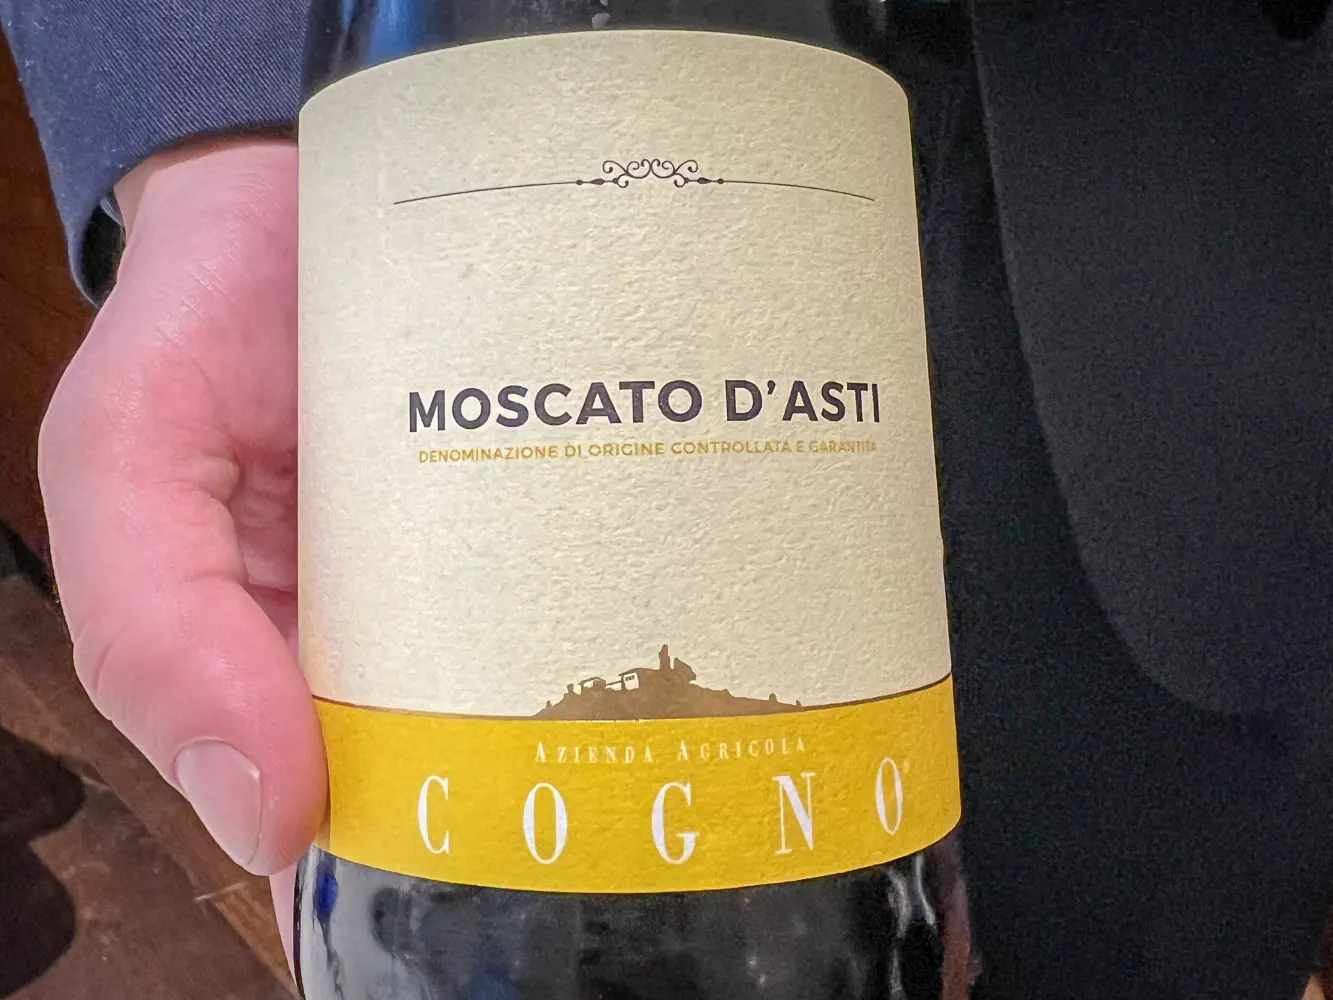 MOSCATO D'ASTI
DENOMINAZIONE DI ORIGINE CONTROLLATA E GARANTITA
AZIENDA AGRICOLA
COGNO